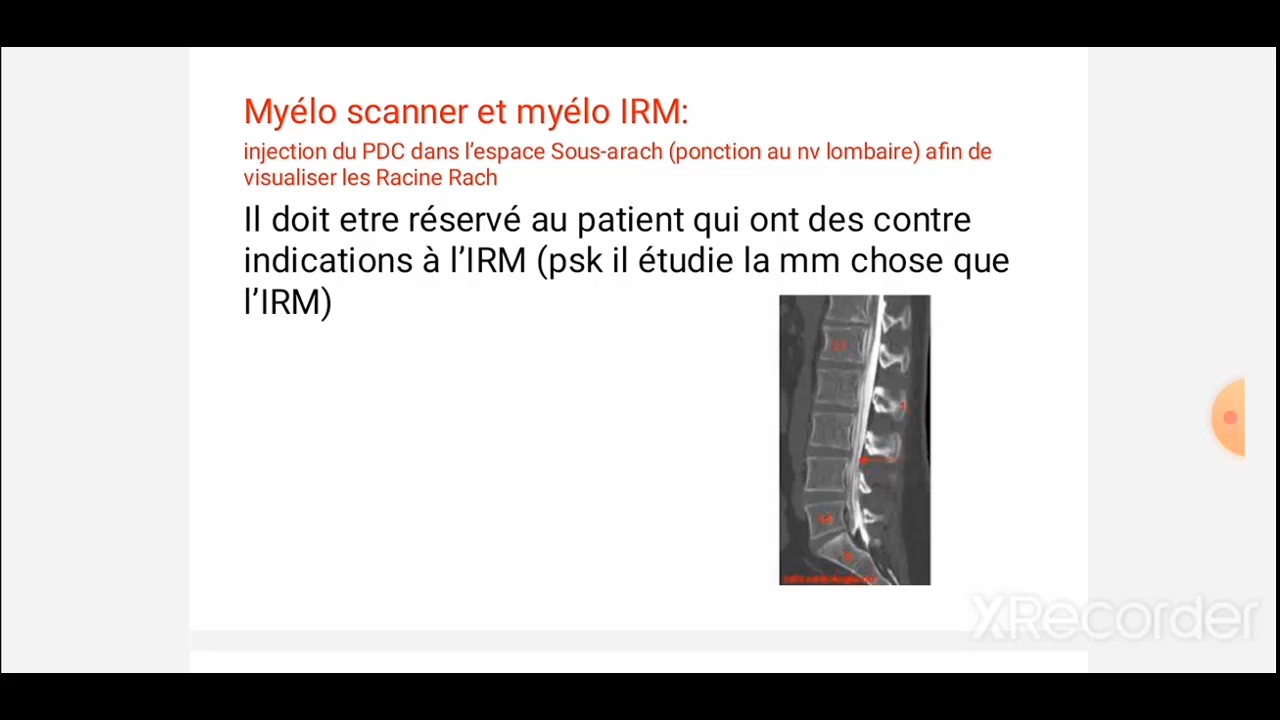 Myélo scanner et myélo IRM:
injection du PDC dans l’espace Sous-arach (ponction au nv lombaire) afin de
visualiser les Racine Rach
Il doit etre réservé au patient qui ont des contre
indications à l’IRM (psk il étudie la mm chose que
l’IRM)
XRecorder